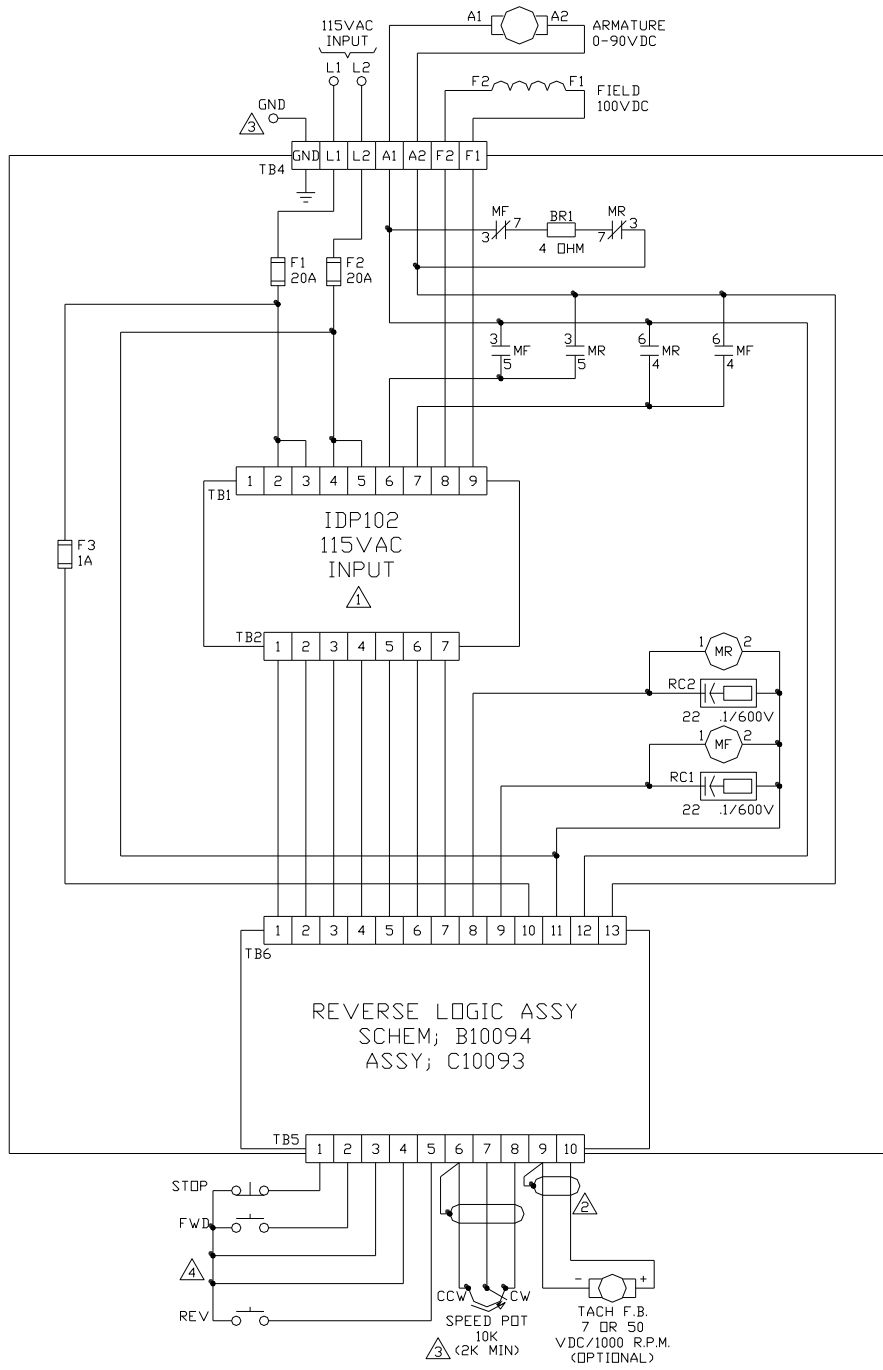 A1 A2 ARMATURE
0-90VDC
115VAC
INPUT
L1 L2
F2 F1 FIELD
100VDC
GND
3
TB4 GND L1 L2 A1 A2 F2 F1
MF BR1 MR
3 7 7 3
4 OHM
F1
20A
F2
20A
3 MF 5
3 MR 5
6 MR 4
6 MF 4
TB1 1 2 3 4 5 6 7 8 9
IDP102
115VAC
INPUT
1
F3
1A
TB2 1 2 3 4 5 6 7
1 MR 2
RC2
22 .1/600V
1 MF 2
RC1
22 .1/600V
1 2 3 4 5 6 7 8 9 10 11 12 13
TB6
REVERSE LOGIC ASSY
SCHEM; B10094
ASSY; C10093
TB5 1 2 3 4 5 6 7 8 9 10
STOP
FWD
4
REV
2
CCW CW
SPEED POT
10K
(2K MIN)
3
- +
TACH F.B.
7 OR 50
VDC/1000 R.P.M.
(OPTIONAL)